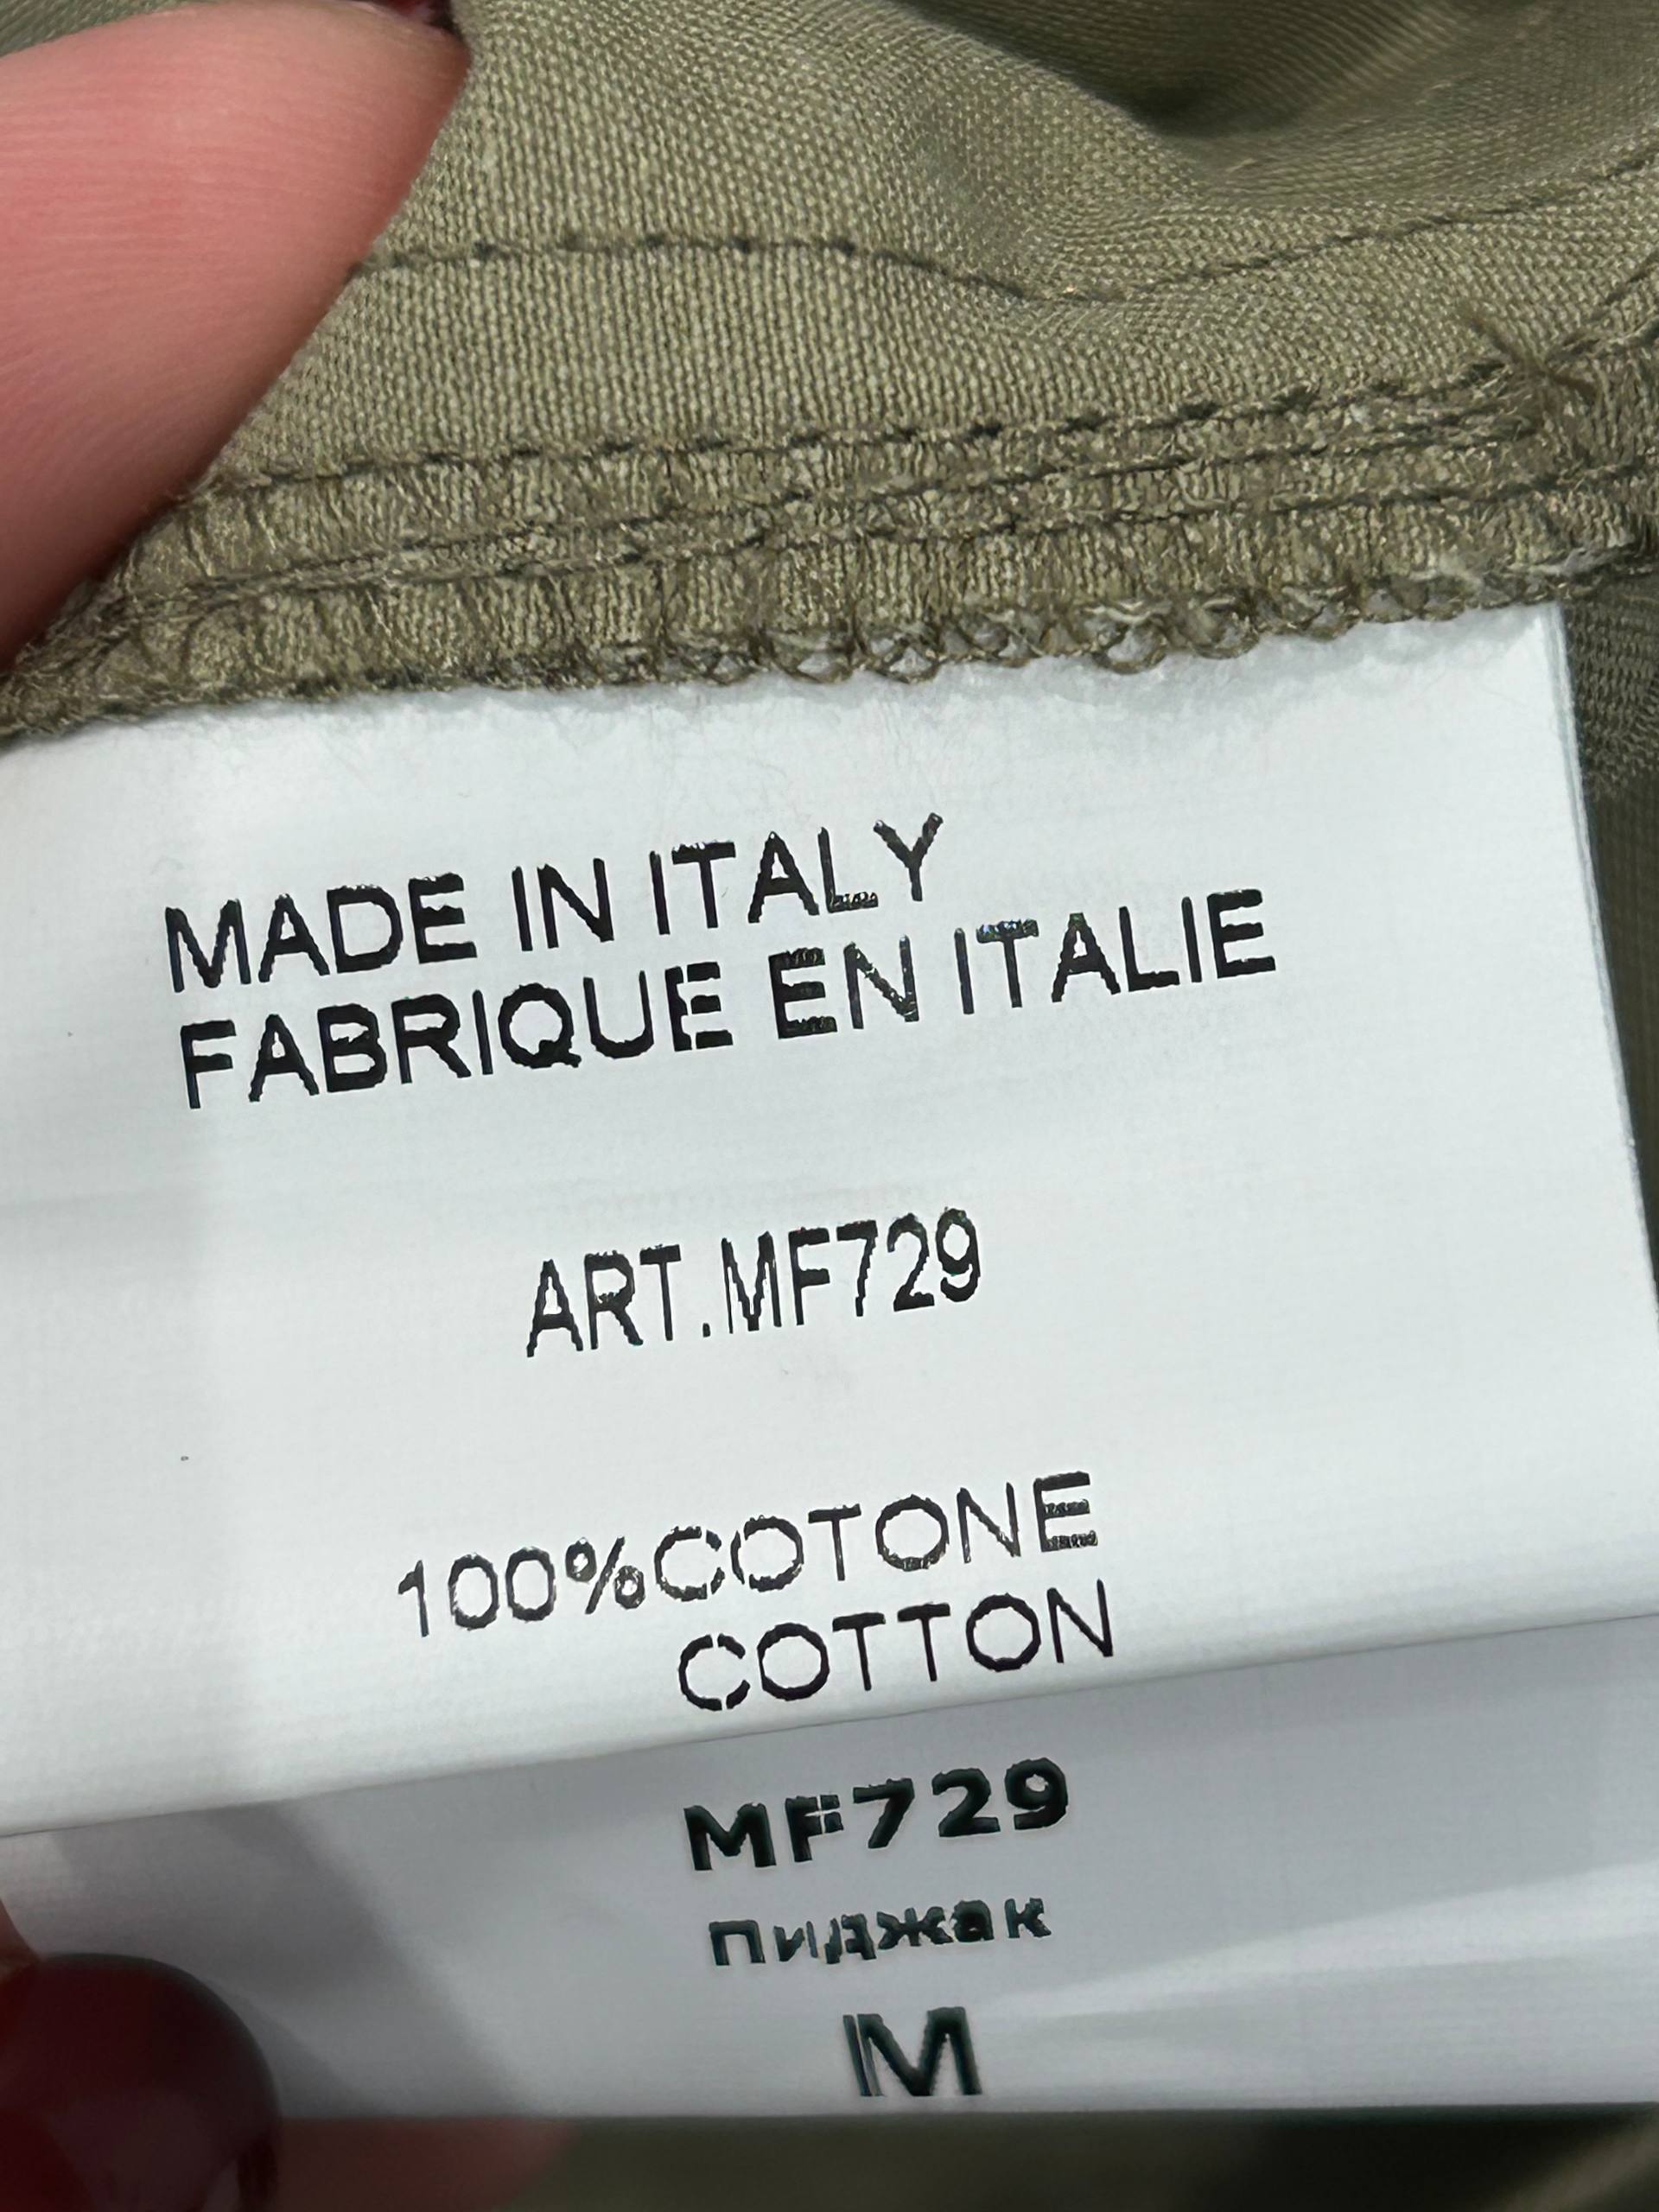 MADE IN ITALY
FABRIQUE EN ITALIE
ART.MF729
100%COTONE
COTTON
MF729
Пиджак
M